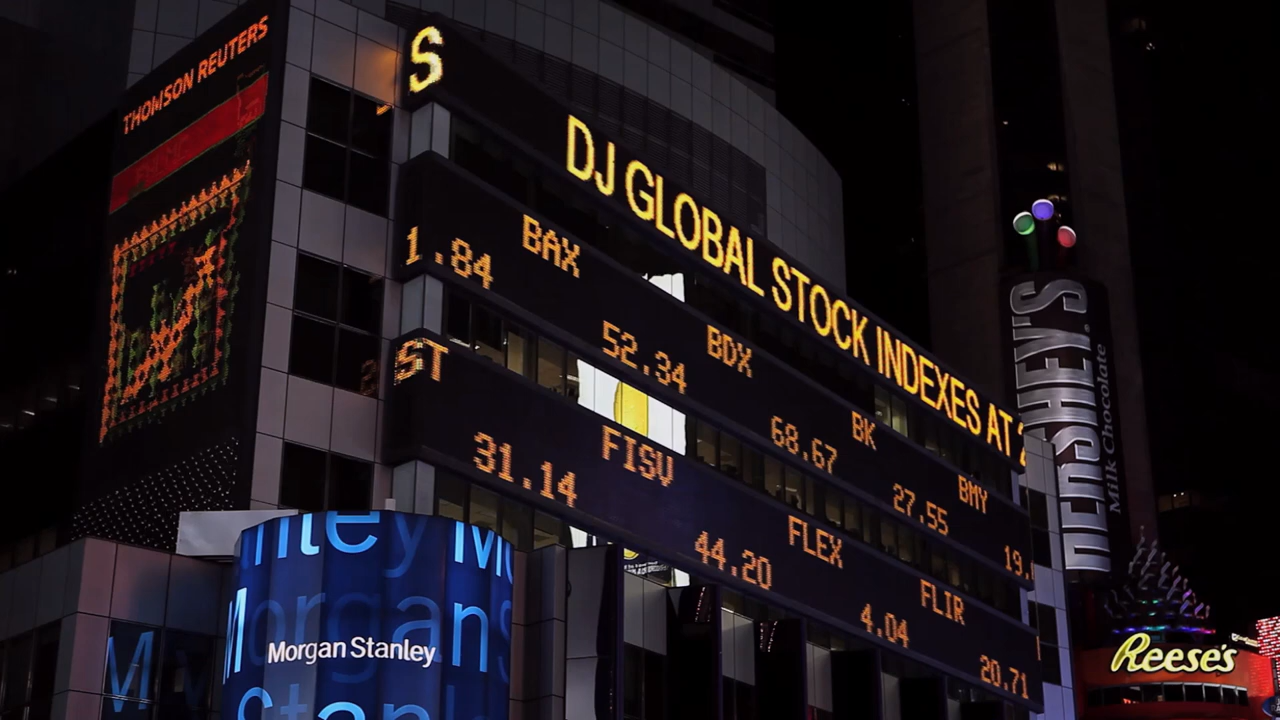 THOMSON REUTERS
S
DJ GLOBAL STOCK INDEXES AT
1.84 BAX 52.34 BDX 68.67 BK 27.55 BMY 19.
ST 31.14 FISV 44.20 FLEX 4.04 FLIR 20.71
HERSHEY'S
Milk Chocolate
Morgan Stanley
Reese's